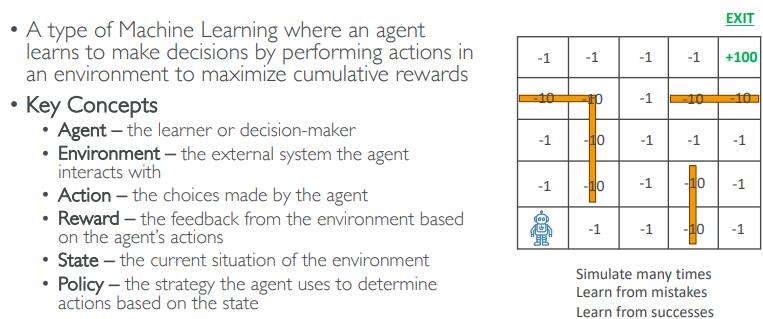 • A type of Machine Learning where an agent
learns to make decisions by performing actions in
an environment to maximize cumulative rewards
• Key Concepts
• Agent – the learner or decision-maker
• Environment – the external system the agent
interacts with
• Action – the choices made by the agent
• Reward – the feedback from the environment based
on the agent's actions
• State – the current situation of the environment
• Policy – the strategy the agent uses to determine
actions based on the state
EXIT
-1 -1 -1 -1 +100
-10 -10 -1 -10 -10
-1 -10 -1 -1 -1
-1 -10 -1 -10 -1
-1 -1 -10 -1
Simulate many times
Learn from mistakes
Learn from successes